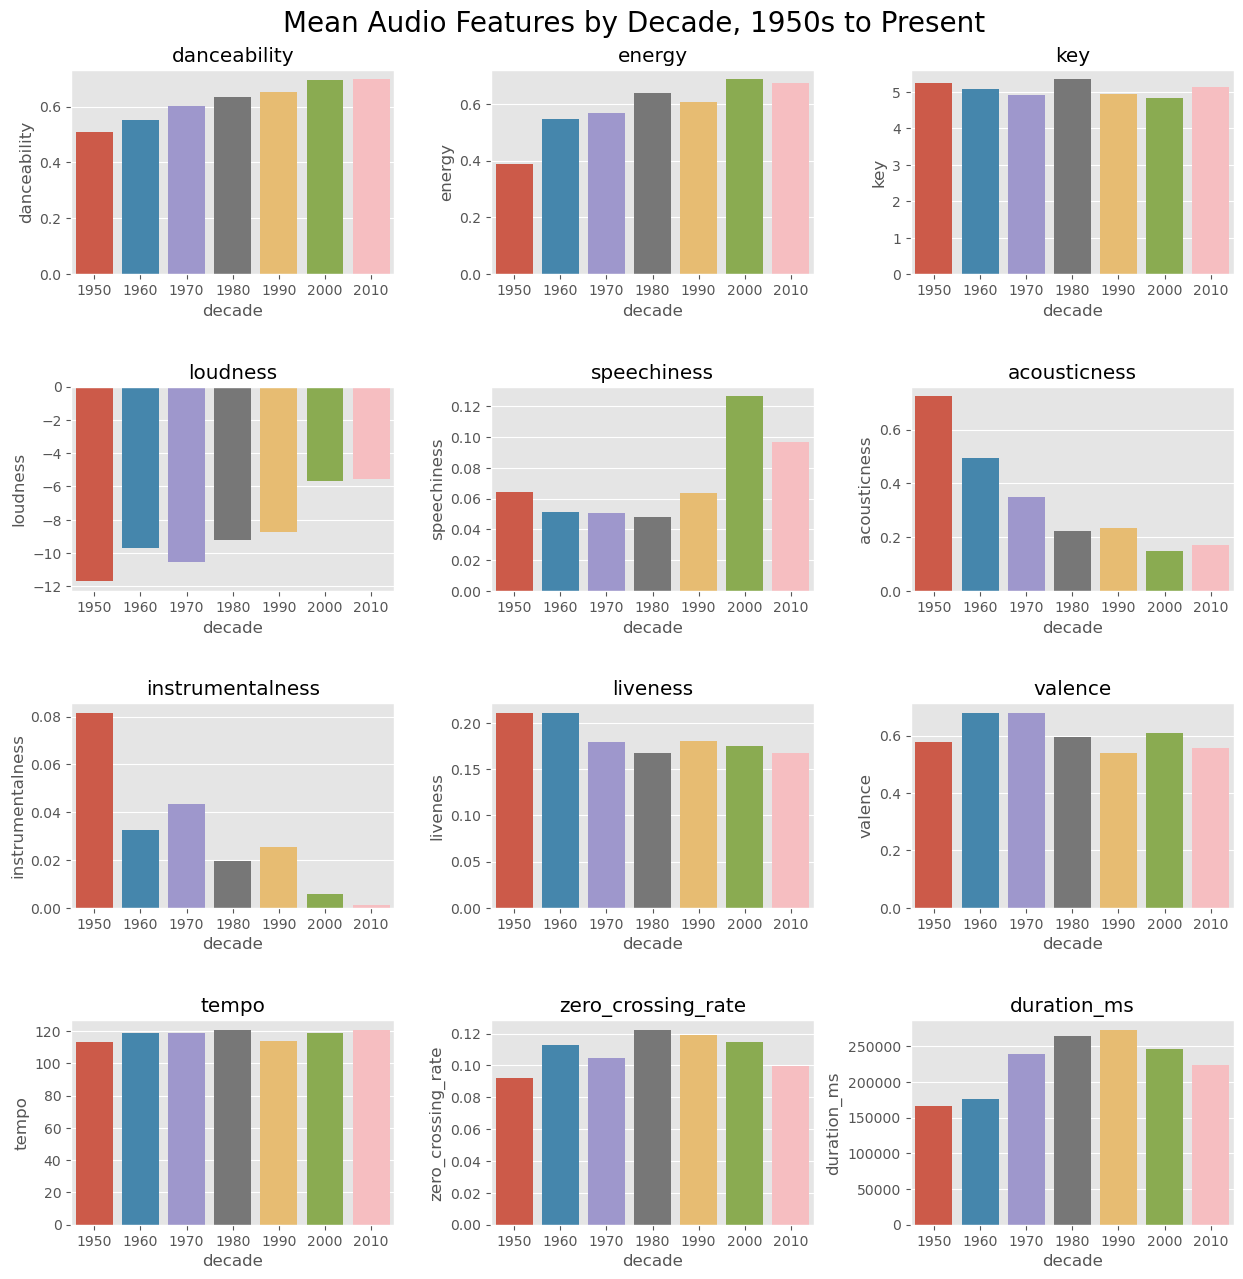 Mean Audio Features by Decade, 1950s to Present
danceability
danceability
0.6
0.4
0.2
0.0
1950 1960 1970 1980 1990 2000 2010
decade
energy
energy
0.6
0.4
0.2
0.0
1950 1960 1970 1980 1990 2000 2010
decade
key
key
5
4
3
2
1
0
1950 1960 1970 1980 1990 2000 2010
decade
loudness
loudness
0
−2
−4
−6
−8
−10
−12
1950 1960 1970 1980 1990 2000 2010
decade
speechiness
speechiness
0.12
0.10
0.08
0.06
0.04
0.02
0.00
1950 1960 1970 1980 1990 2000 2010
decade
acousticness
acousticness
0.6
0.4
0.2
0.0
1950 1960 1970 1980 1990 2000 2010
decade
instrumentalness
instrumentalness
0.08
0.06
0.04
0.02
0.00
1950 1960 1970 1980 1990 2000 2010
decade
liveness
liveness
0.20
0.15
0.10
0.05
0.00
1950 1960 1970 1980 1990 2000 2010
decade
valence
valence
0.6
0.4
0.2
0.0
1950 1960 1970 1980 1990 2000 2010
decade
tempo
tempo
120
100
80
60
40
20
0
1950 1960 1970 1980 1990 2000 2010
decade
zero_crossing_rate
zero_crossing_rate
0.12
0.10
0.08
0.06
0.04
0.02
0.00
1950 1960 1970 1980 1990 2000 2010
decade
duration_ms
duration_ms
250000
200000
150000
100000
50000
0
1950 1960 1970 1980 1990 2000 2010
decade